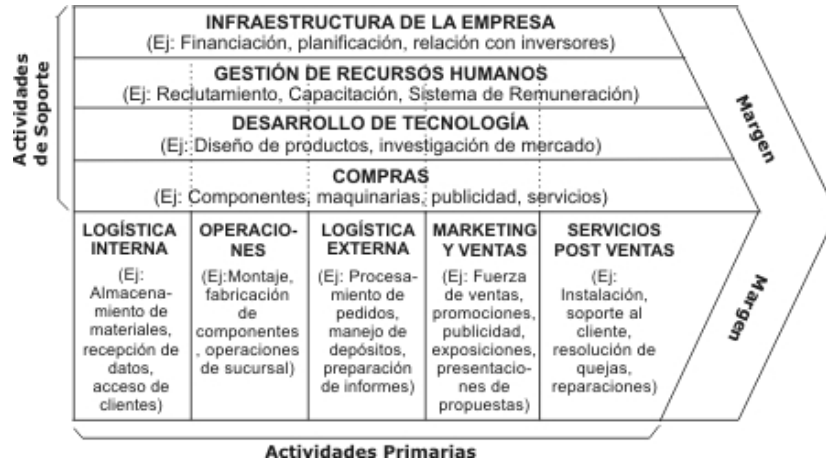 Actividades
de Soporte
INFRAESTRUCTURA DE LA EMPRESA
(Ej: Financiación, planificación, relación con inversores)
GESTIÓN DE RECURSOS HUMANOS
(Ej: Reclutamiento, Capacitación, Sistema de Remuneración)
DESARROLLO DE TECNOLOGÍA
(Ej: Diseño de productos, investigación de mercado)
COMPRAS
(Ej: Componentes, maquinarias, publicidad, servicios)
Margen
LOGÍSTICA
INTERNA
(Ej:
Almacena-
miento de
materiales,
recepción de
datos,
acceso de
clientes)
OPERACIO-
NES
(Ej:Montaje,
fabricación
de
componentes
, operaciones
de sucursal)
LOGÍSTICA
EXTERNA
(Ej: Procesa-
miento de
pedidos,
manejo de
depósitos,
preparación
de informes)
MARKETING
Y VENTAS
(Ej: Fuerza
de ventas,
promociones,
publicidad,
exposiciones,
presentacio-
nes de
propuestas)
SERVICIOS
POST VENTAS
(Ej:
Instalación,
soporte al
cliente,
resolución de
quejas,
reparaciones)
Margen
Actividades Primarias